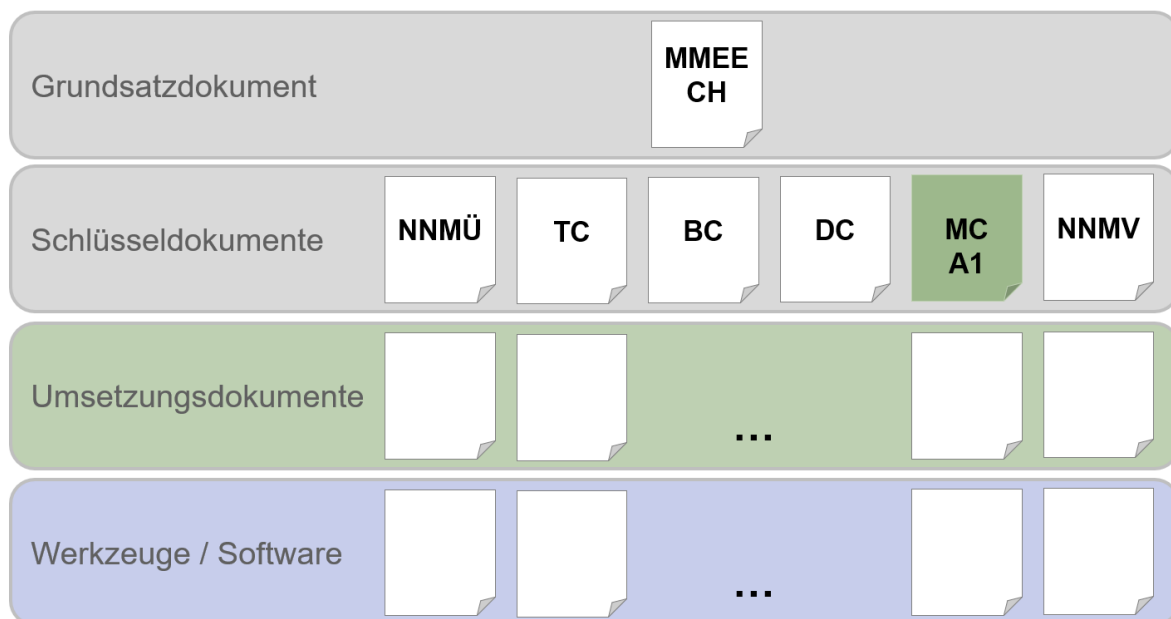 Grundsatzdokument
MMEE
CH
Schlüsseldokumente
NNMÜ
TC
BC
DC
MC
A1
NNMV
Umsetzungsdokumente
...
Werkzeuge / Software
...